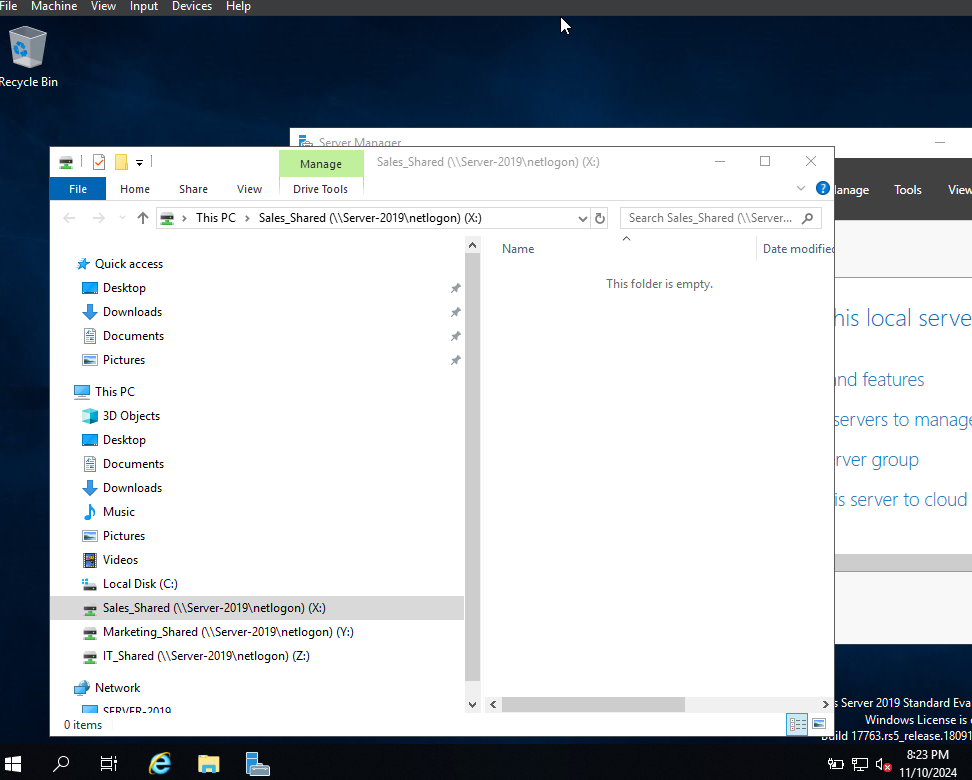 File Machine View Input Devices Help
Recycle Bin
Server Manager
Manage Sales_Shared (\\Server-2019\netlogon) (X:)
File Home Share View Drive Tools
anage Tools View
This PC Sales_Shared (\\Server-2019\netlogon) (X:) Search Sales_Shared (\\Server...
Name Date modified
This folder is empty.
Quick access
Desktop
Downloads
Documents
Pictures
This PC
3D Objects
Desktop
Documents
Downloads
Music
Pictures
Videos
Local Disk (C:)
Sales_Shared (\\Server-2019\netlogon) (X:)
Marketing_Shared (\\Server-2019\netlogon) (Y:)
IT_Shared (\\Server-2019\netlogon) (Z:)
Network
SERVER-2019
0 items
his local serve
and features
servers to manage
rver group
is server to cloud
s Server 2019 Standard Eva
Windows License is
Build 17763.rs5_release.18091
8:23 PM
11/10/2024